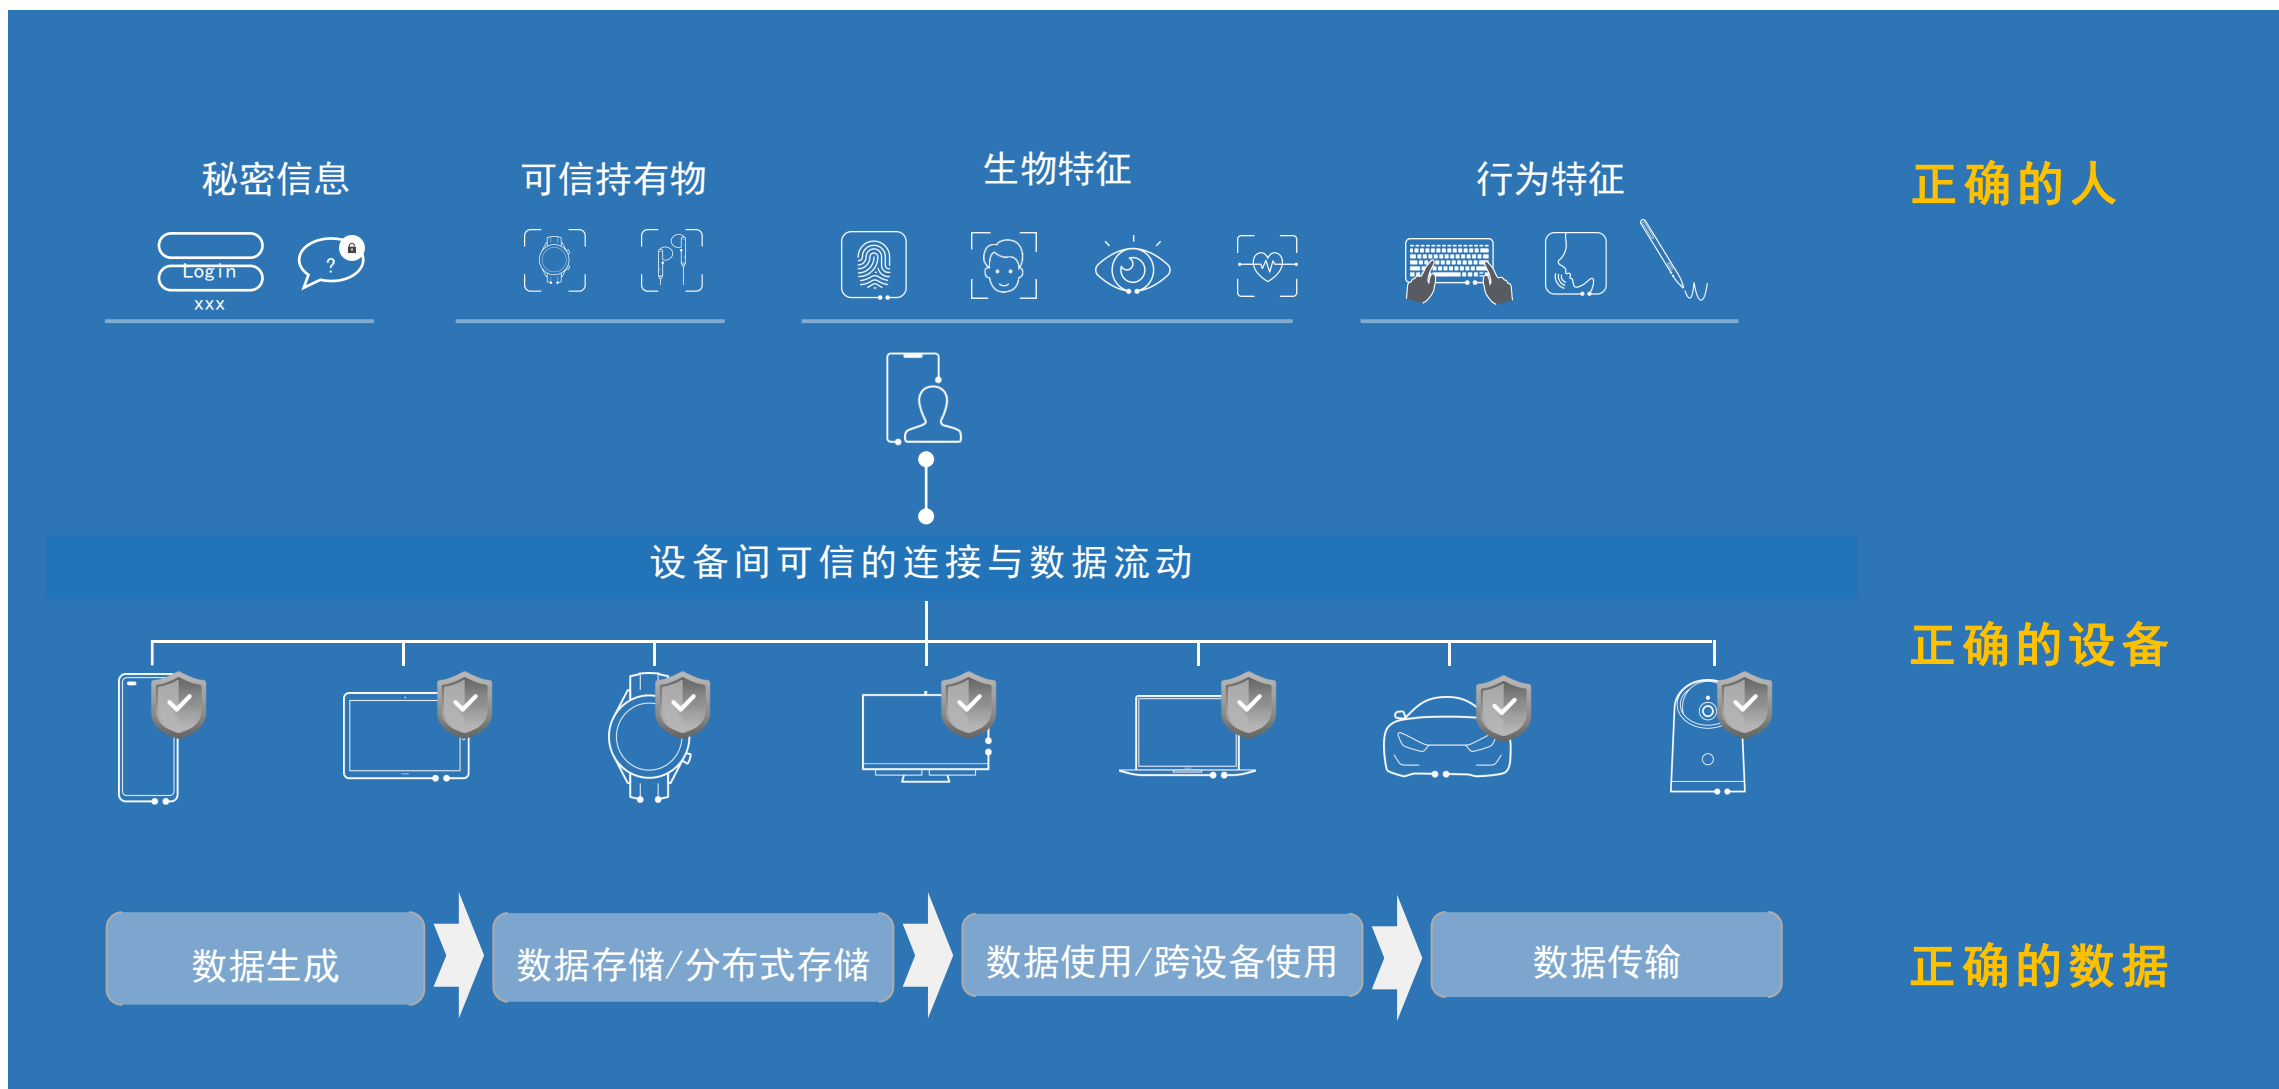 秘密信息
可信持有物
生物特征
行为特征
正确的人
Login
?
xxx
设备间可信的连接与数据流动
正确的设备
数据生成
数据存储/分布式存储
数据使用/跨设备使用
数据传输
正确的数据